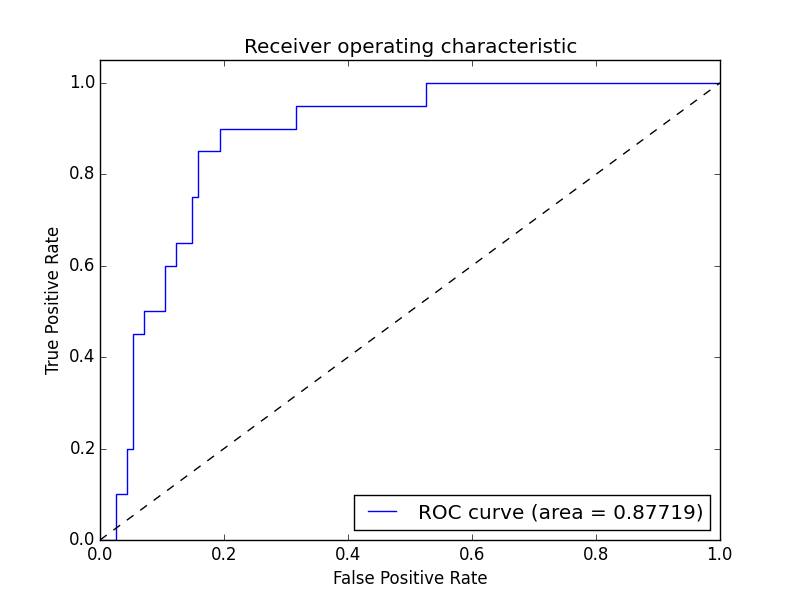 Receiver operating characteristic
1.0
0.8
0.6
0.4
0.2
0.0
True Positive Rate
ROC curve (area = 0.87719)
0.0 0.2 0.4 0.6 0.8 1.0
False Positive Rate